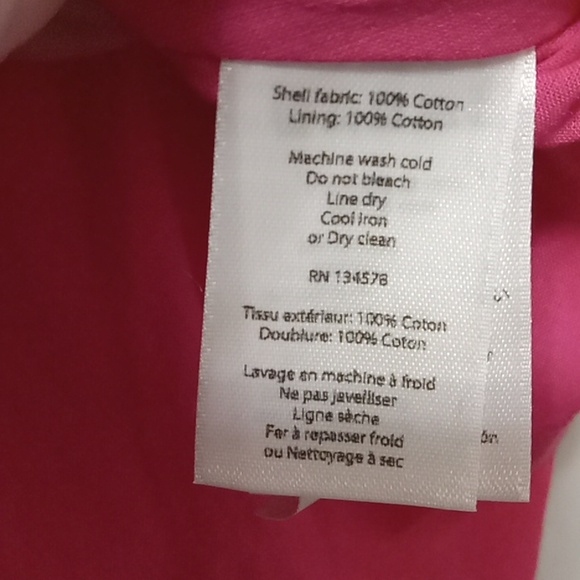 Shell fabric: 100% Cotton
Lining: 100% Cotton
Machine wash cold
Do not bleach
Line dry
Cool iron
or Dry clean
RN 134578
Tissu extérieur: 100% Coton
Doublure: 100% Coton
Lavage en machine à froid
Ne pas javelliser
Ligne sèche
Fer à repasser froid
ou Nettoyage à sec